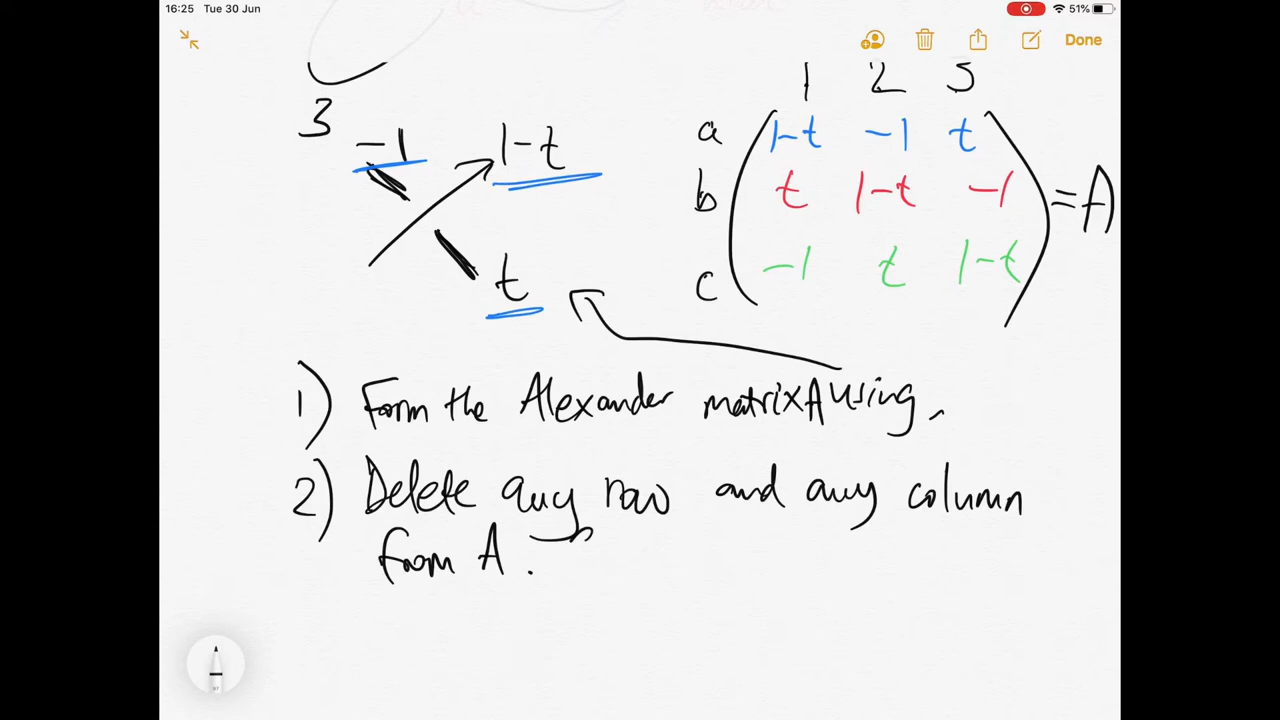 16:25 Tue 30 Jun
51%
Done
1 2 3
3
-1 1-t
a 1-t -1 t
b t 1-t -1 = A
t
c -1 t 1-t
1) Form the Alexander matrix A using
2) Delete any row and any column
from A.
97